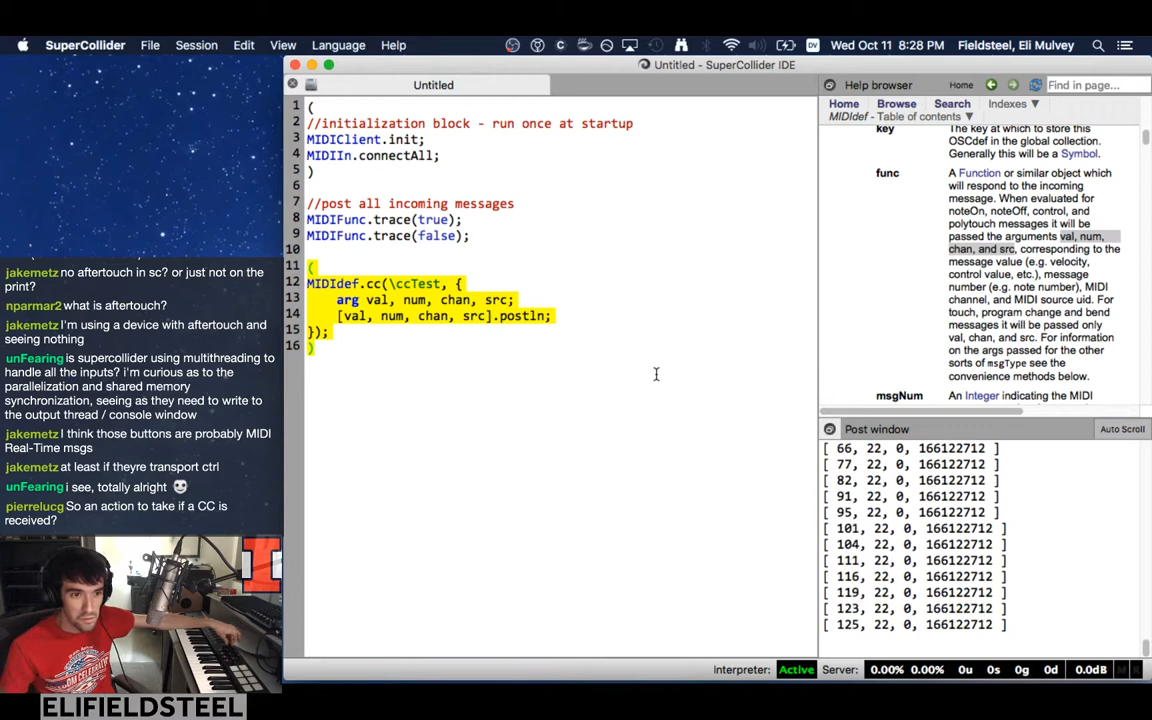 SuperCollider File Session Edit View Language Help
DV Wed Oct 11 8:28 PM Fieldsteel, Eli Mulvey
Untitled - SuperCollider IDE
Untitled
1 (
2 //initialization block - run once at startup
3 MIDIClient.init;
4 MIDIIn.connectAll;
5 )
6
7 //post all incoming messages
8 MIDIFunc.trace(true);
9 MIDIFunc.trace(false);
10
11 (
12 MIDIdef.cc(\ccTest, {
13 arg val, num, chan, src;
14 [val, num, chan, src].postln;
15 });
16 )
Help browser Home Find in page...
Home Browse Search Indexes ▼
MIDIdef - Table of contents ▼
key The key at which to store this
OSCdef in the global collection.
Generally this will be a Symbol.
func A Function or similar object which
will respond to the incoming
message. When evaluated for
noteOn, noteOff, control, and
polytouch messages it will be
passed the arguments val, num,
chan, and src, corresponding to the
message value (e.g. velocity,
control value, etc.), message
number (e.g. note number), MIDI
channel, and MIDI source uid. For
touch, program change and bend
messages it will be passed only
val, chan, and src. For information
on the args passed for the other
sorts of msgType see the
convenience methods below.
msgNum An Integer indicating the MIDI
Post window Auto Scroll
[ 66, 22, 0, 166122712 ]
[ 77, 22, 0, 166122712 ]
[ 82, 22, 0, 166122712 ]
[ 91, 22, 0, 166122712 ]
[ 95, 22, 0, 166122712 ]
[ 101, 22, 0, 166122712 ]
[ 104, 22, 0, 166122712 ]
[ 111, 22, 0, 166122712 ]
[ 116, 22, 0, 166122712 ]
[ 119, 22, 0, 166122712 ]
[ 123, 22, 0, 166122712 ]
[ 125, 22, 0, 166122712 ]
Interpreter: Active Server: 0.00% 0.00% 0u 0s 0g 0d 0.0dB M R
jakemetz no aftertouch in sc? or just not on the
print?
nparmar2 what is aftertouch?
jakemetz I'm using a device with aftertouch and
seeing nothing
unFearing is supercollider using multithreading to
handle all the inputs? i'm curious as to the
parallelization and shared memory
synchronization, seeing as they need to write to
the output thread / console window
jakemetz I think those buttons are probably MIDI
Real-Time msgs
jakemetz at least if theyre transport ctrl
unFearing i see, totally alright
pierrelucg So an action to take if a CC is
received?
ELIFIELDSTEEL